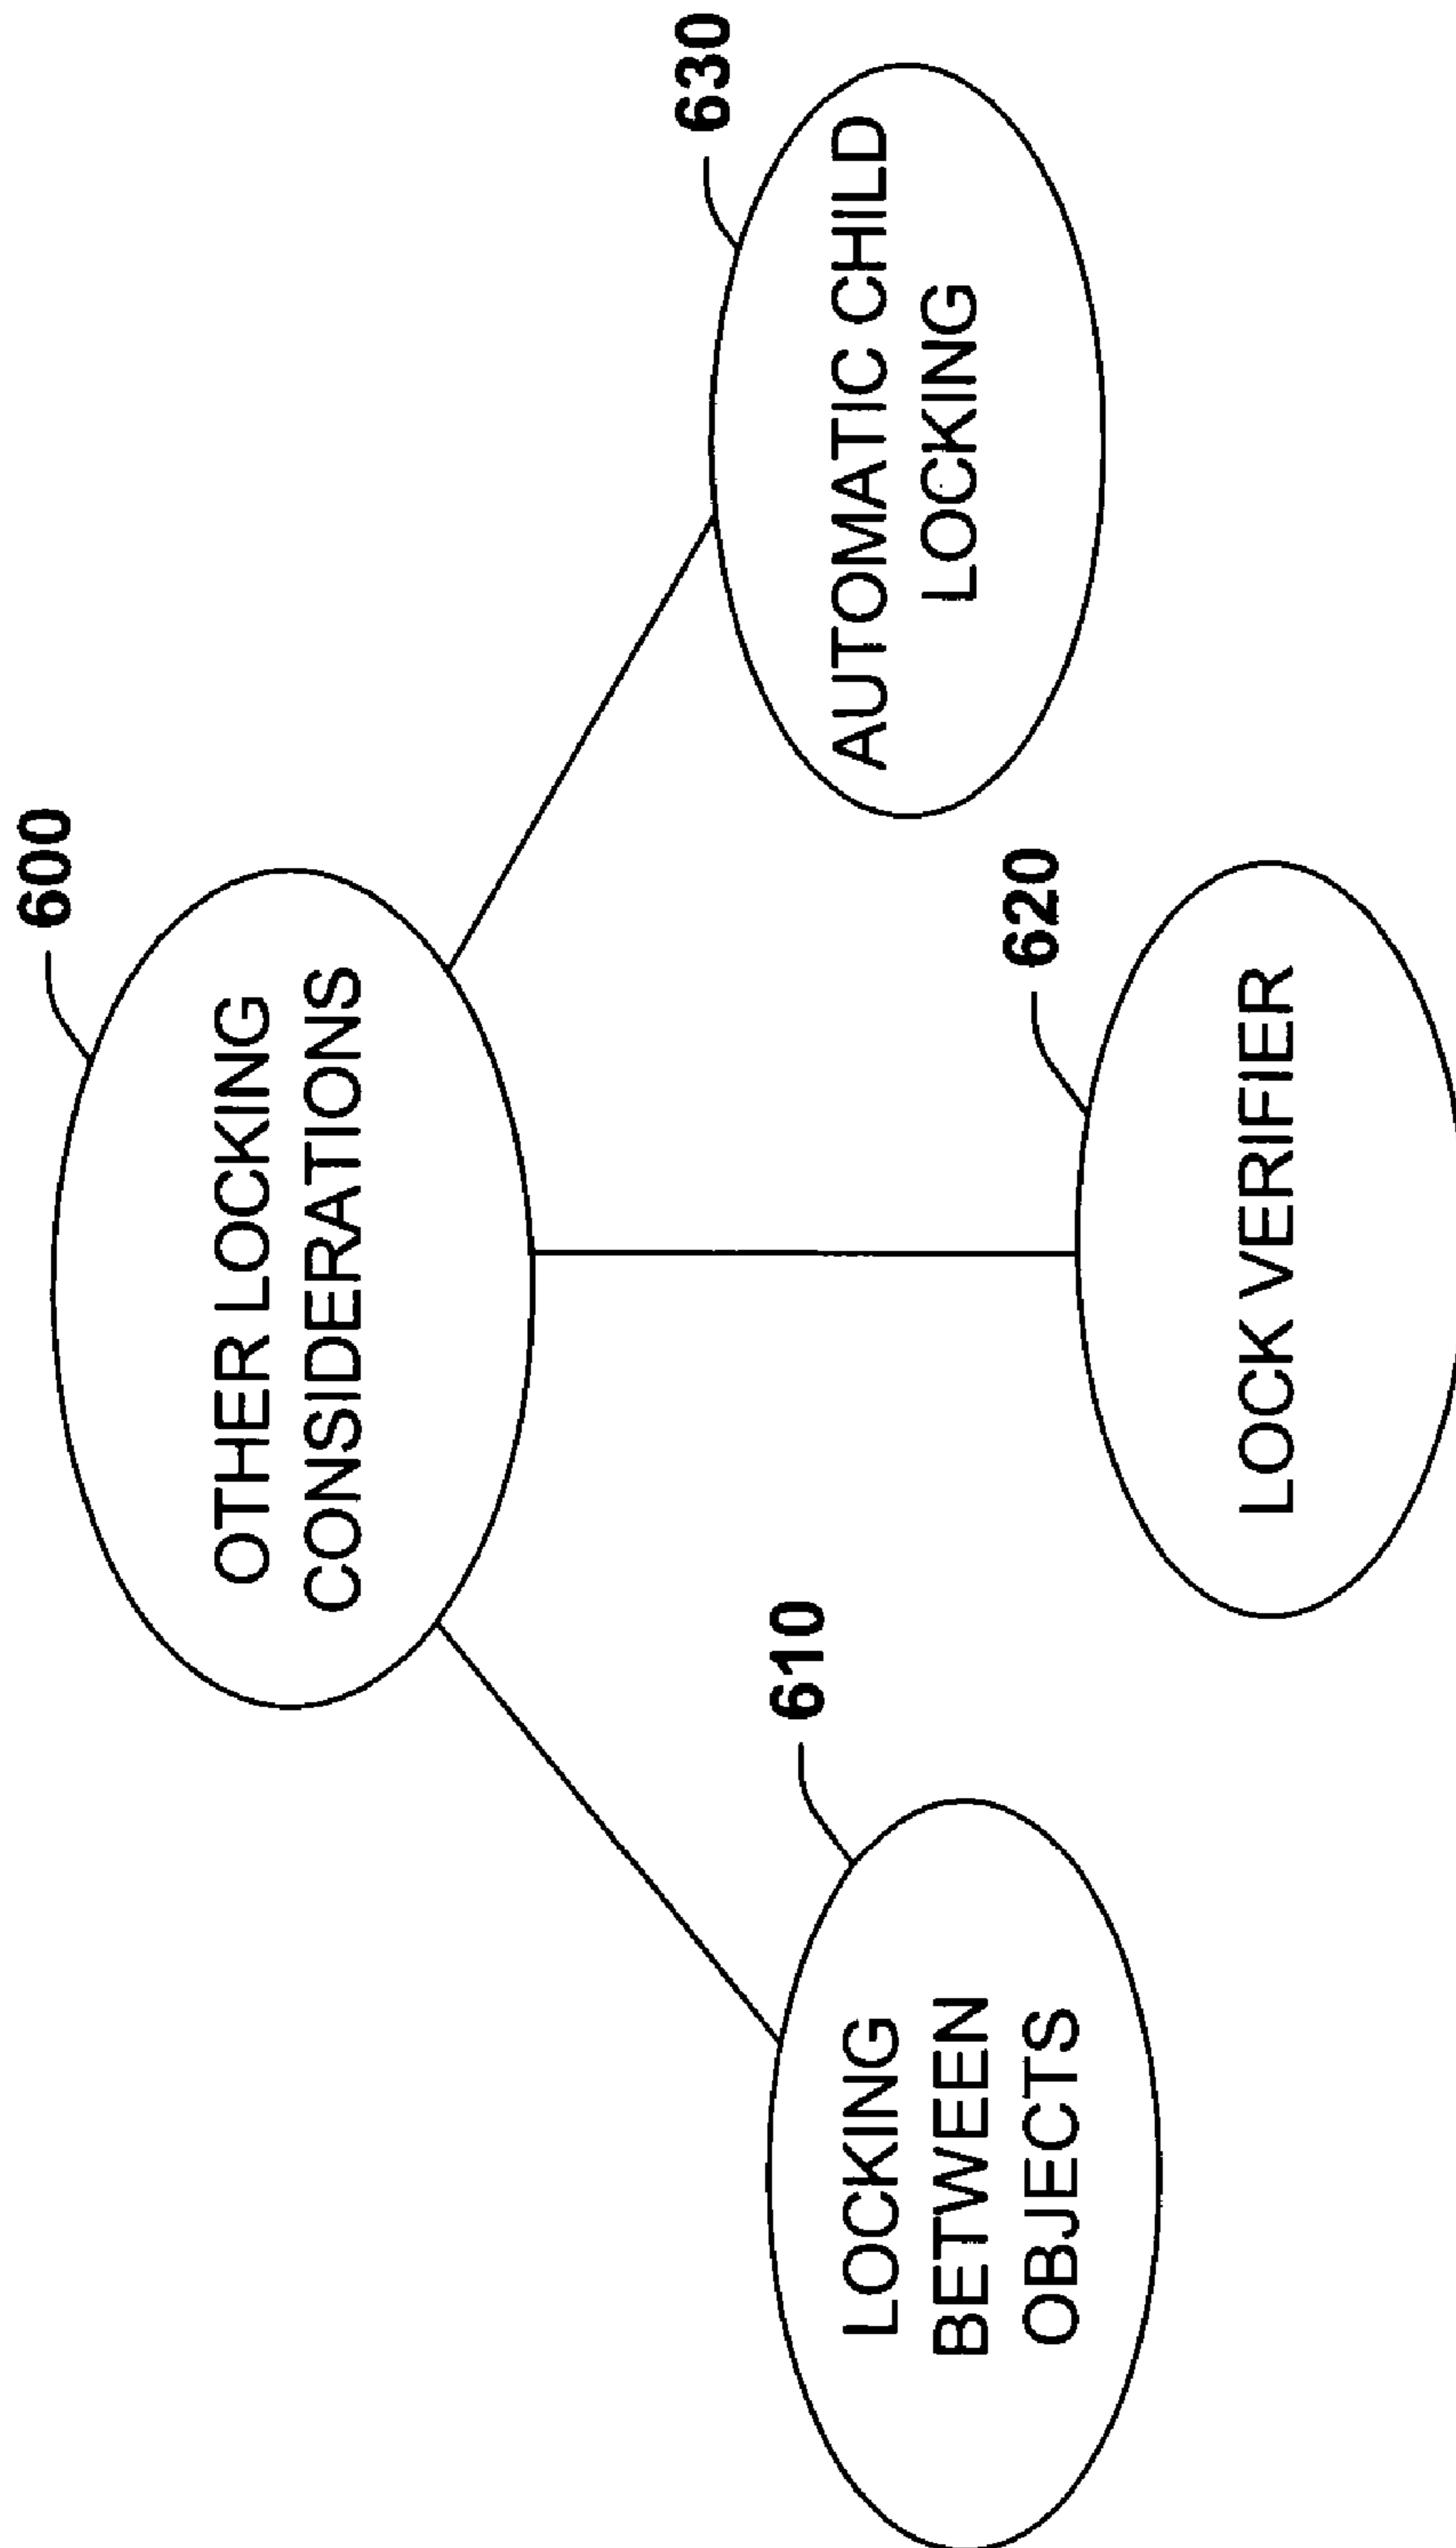 600
OTHER LOCKING
CONSIDERATIONS
610
LOCKING
BETWEEN
OBJECTS
620
LOCK VERIFIER
630
AUTOMATIC CHILD
LOCKING